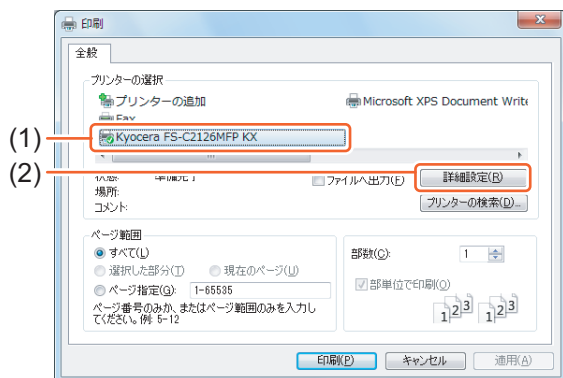 印刷
全般
プリンターの選択
プリンターの追加
Microsoft XPS Document Write
Fax
(1)
Kyocera FS-C2126MFP KX
(2)
状態: 準備完了
ファイルへ出力(F)
詳細設定(R)
場所:
コメント:
プリンターの検索(D)...
ページ範囲
すべて(L)
選択した部分(T)
現在のページ(U)
ページ指定(G):
1-65535
ページ番号のみか、またはページ範囲のみを入力し
てください。例: 5-12
部数(C):
1
部単位で印刷(O)
1 2 3
1 2 3
印刷(P)
キャンセル
適用(A)